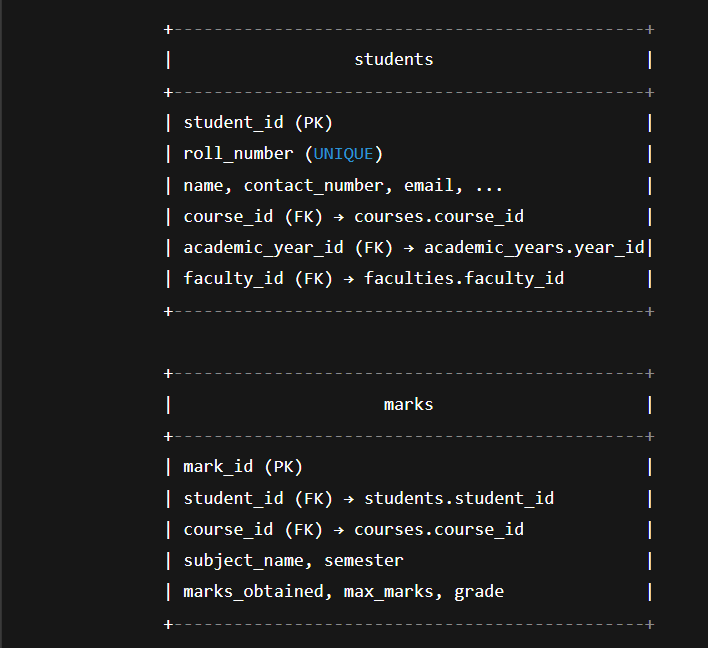 +-----------------------------------------------+
| students |
+-----------------------------------------------+
| student_id (PK) |
| roll_number (UNIQUE) |
| name, contact_number, email, ... |
| course_id (FK) → courses.course_id |
| academic_year_id (FK) → academic_years.year_id|
| faculty_id (FK) → faculties.faculty_id |
+-----------------------------------------------+
+-----------------------------------------------+
| marks |
+-----------------------------------------------+
| mark_id (PK) |
| student_id (FK) → students.student_id |
| course_id (FK) → courses.course_id |
| subject_name, semester |
| marks_obtained, max_marks, grade |
+-----------------------------------------------+